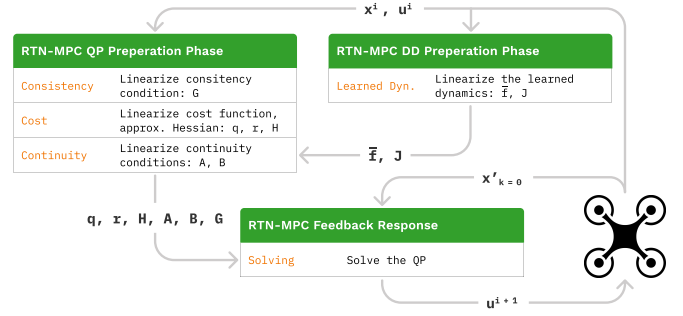 xⁱ, uⁱ
RTN-MPC QP Preperation Phase
Consistency
Linearize consitency
condition: G
Cost
Linearize cost function,
approx. Hessian: q, r, H
Continuity
Linearize continuity
conditions: A, B
RTN-MPC DD Preperation Phase
Learned Dyn.
Linearize the learned
dynamics: f̅, J
f̅, J
x’ₖ₌₀
q, r, H, A, B, G
RTN-MPC Feedback Response
Solving
Solve the QP
uⁱ⁺¹